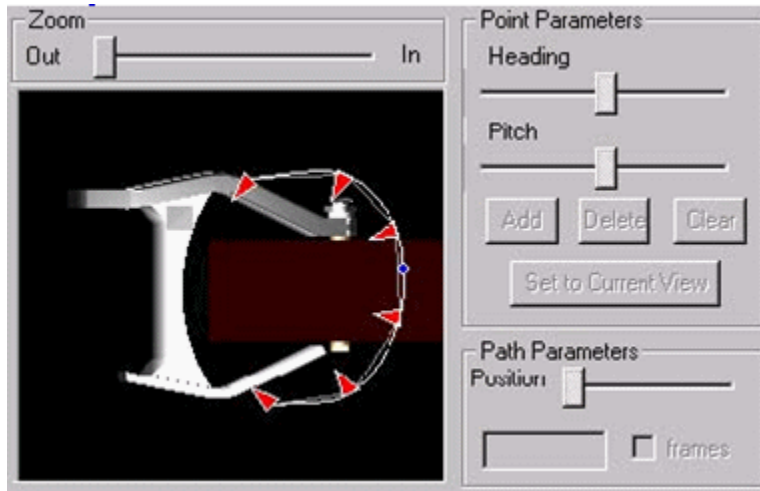 Zoom
Out In
Point Parameters
Heading
Pitch
Add Delete Clear
Set to Current View
Path Parameters
Position
frames